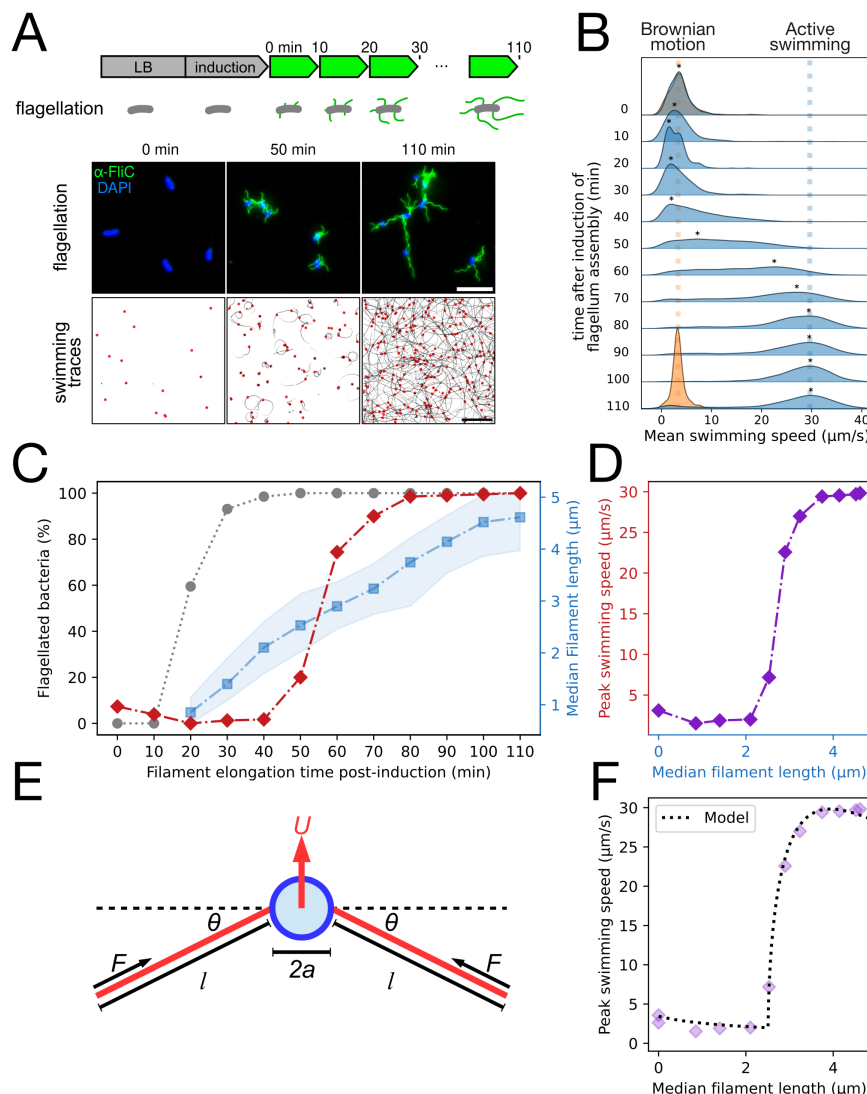 A
0 min 10 20 30 ... 110
LB induction
flagellation
0 min 50 min 110 min
α-FliC
DAPI
flagellation
swimming
traces
B
Brownian
motion
Active
swimming
time after induction of
flagellum assembly (min)
0
10
20
30
40
50
60
70
80
90
100
110
* * * * * * * * * * * *
0 10 20 30 40
Mean swimming speed (µm/s)
C
Flagellated bacteria (%)
100
80
60
40
20
0
5
4
3
2
1
Median Filament length (µm)
0 10 20 30 40 50 60 70 80 90 100 110
Filament elongation time post-induction (min)
D
Peak swimming speed (µm/s)
30
25
20
15
10
5
0 2 4
Median filament length (µm)
E
U
θ θ
F F
l 2a l
F
Model
Peak swimming speed (µm/s)
30
25
20
15
10
5
0
0 2 4
Median filament length (µm)